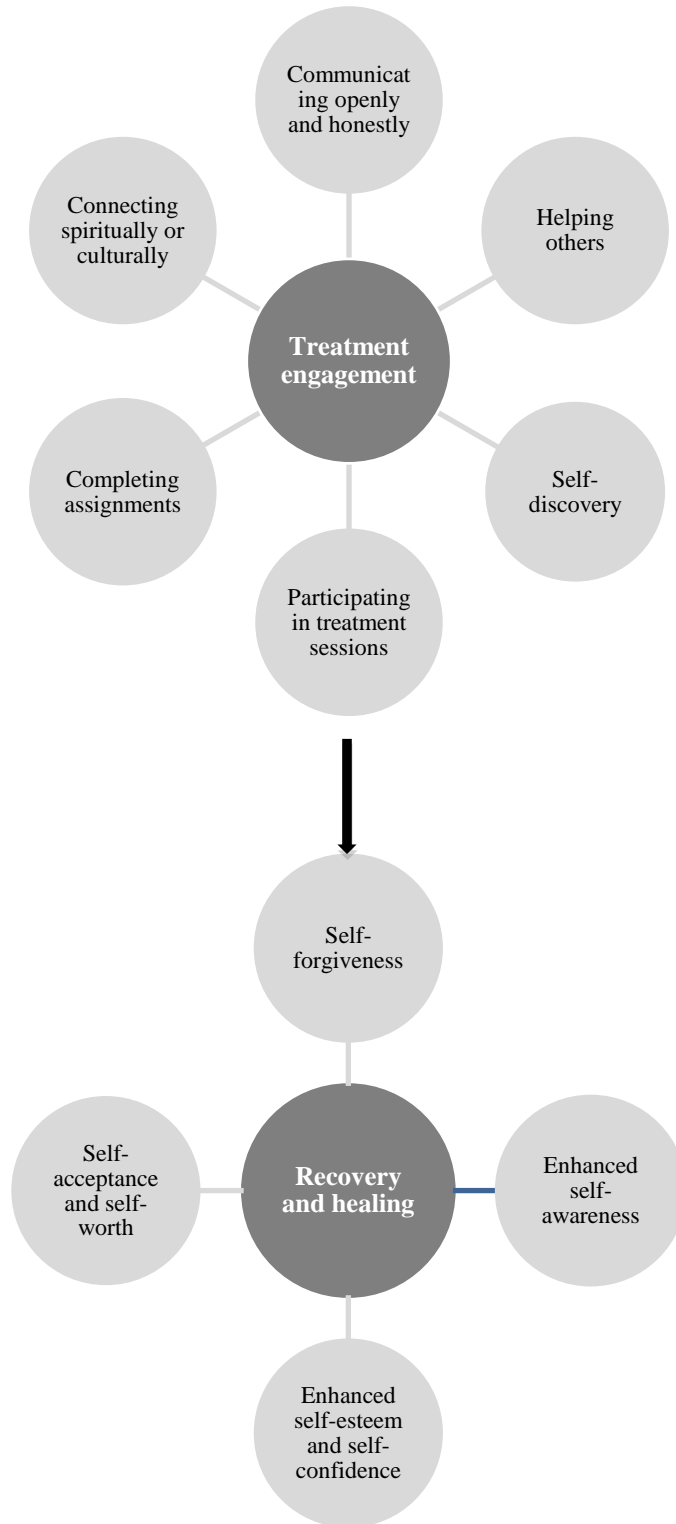 Communicat
ing openly
and honestly
Connecting
spiritually or
culturally
Helping
others
Treatment
engagement
Completing
assignments
Self-
discovery
Participating
in treatment
sessions
Self-
forgiveness
Self-
acceptance
and self-
worth
Recovery
and healing
Enhanced
self-
awareness
Enhanced
self-esteem
and self-
confidence